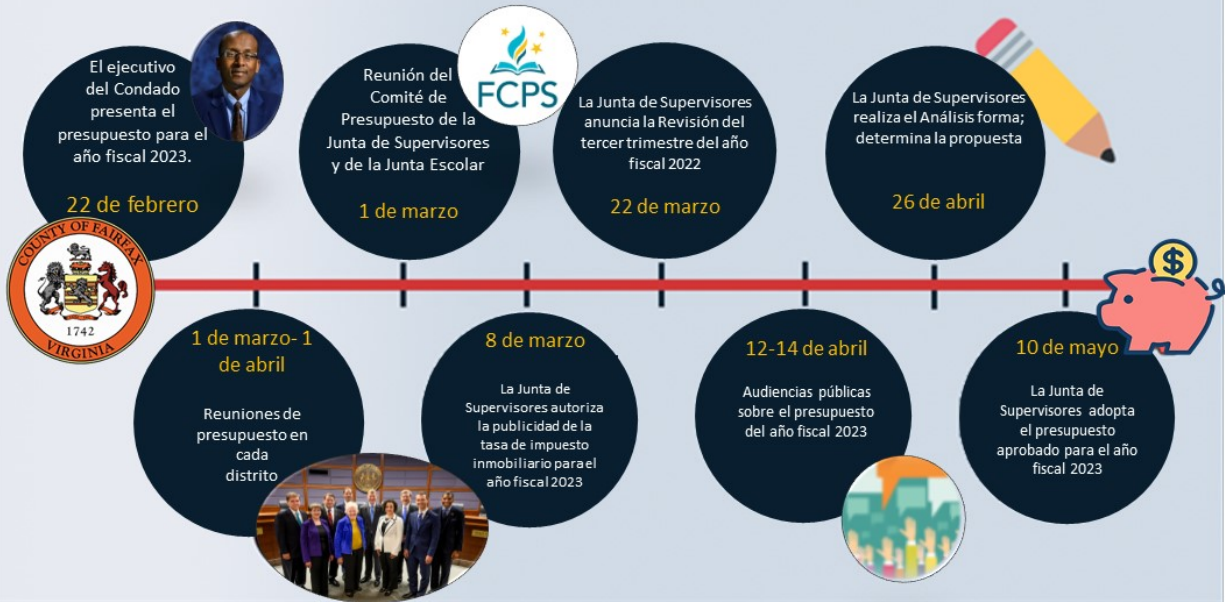 El ejecutivo
del Condado
presenta el
presupuesto para el
año fiscal 2023.
22 de febrero
Reunión del
Comité de
Presupuesto de la
Junta de Supervisores
y de la Junta Escolar
1 de marzo
FCPS
La Junta de Supervisores
anuncia la Revisión del
tercer trimestre del año
fiscal 2022
22 de marzo
La Junta de Supervisores
realiza el Análisis forma;
determina la propuesta
26 de abril
COUNTY OF FAIRFAX
1742
VIRGINIA
$
1 de marzo- 1
de abril
Reuniones de
presupuesto en
cada
distrito
8 de marzo
La Junta de
Supervisores autoriza
la publicidad de la
tasa de impuesto
inmobiliario para el
año fiscal 2023
12-14 de abril
Audiencias públicas
sobre el presupuesto
del año fiscal 2023
10 de mayo
La Junta de
Supervisores adopta
el presupuesto
aprobado para el año
fiscal 2023